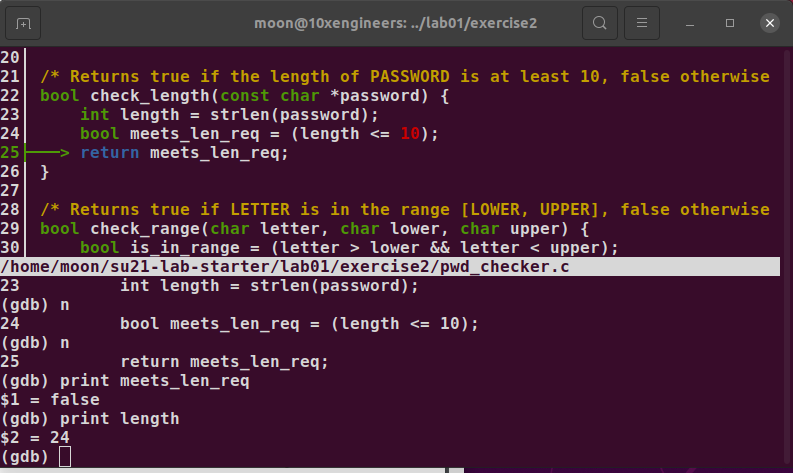 moon@10xengineers: ../lab01/exercise2
20
21 /* Returns true if the length of PASSWORD is at least 10, false otherwise
22 bool check_length(const char *password) {
23     int length = strlen(password);
24     bool meets_len_req = (length <= 10);
25 > return meets_len_req;
26 }
27
28 /* Returns true if LETTER is in the range [LOWER, UPPER], false otherwise
29 bool check_range(char letter, char lower, char upper) {
30     bool is_in_range = (letter > lower && letter < upper);
/home/moon/su21-lab-starter/lab01/exercise2/pwd_checker.c
23          int length = strlen(password);
(gdb) n
24          bool meets_len_req = (length <= 10);
(gdb) n
25          return meets_len_req;
(gdb) print meets_len_req
$1 = false
(gdb) print length
$2 = 24
(gdb)